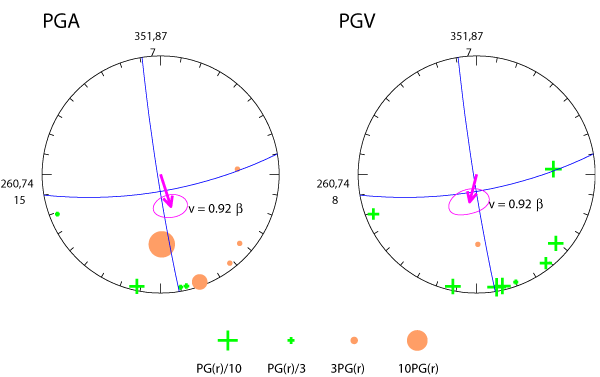 PGA
PGV
351,87
7
351,87
7
260,74
15
v = 0.92 β
260,74
8
v = 0.92 β
PG(r)/10
PG(r)/3
3PG(r)
10PG(r)